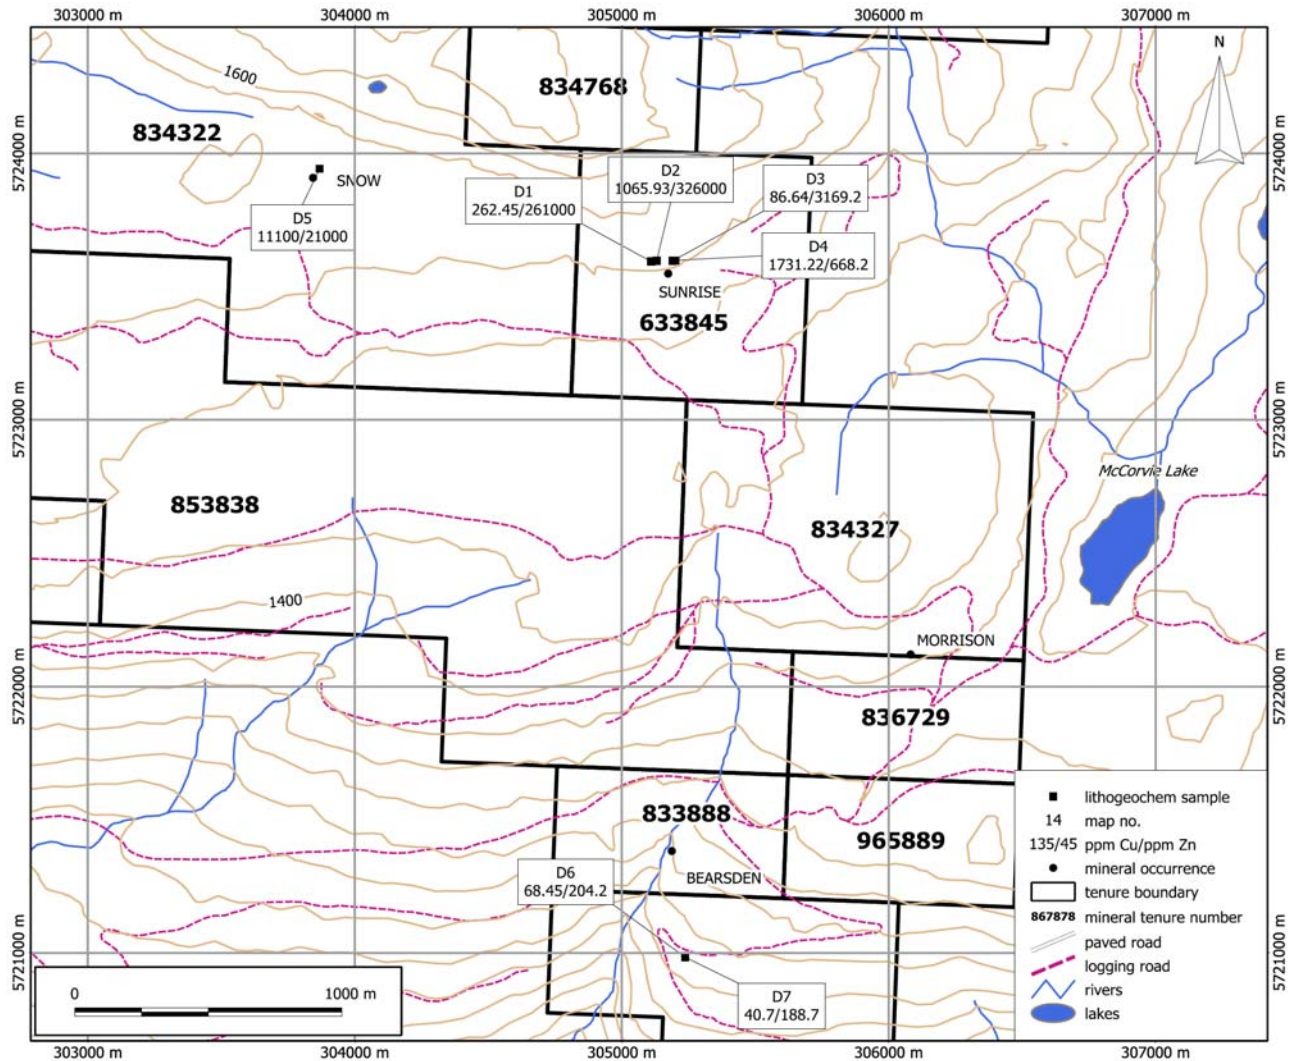 303000 m
304000 m
305000 m
306000 m
307000 m
N
1600
834768
834322
5724000 m
5724000 m
SNOW
D1
262.45/261000
D2
1065.93/326000
D3
86.64/3169.2
D5
11100/21000
D4
1731.22/668.2
SUNRISE
633845
5723000 m
5723000 m
McCorvie Lake
853838
834327
1400
MORRISON
5722000 m
5722000 m
836729
833888
965889
BEARSDEN
D6
68.45/204.2
5721000 m
5721000 m
D7
40.7/188.7
0
1000 m
lithogeochem sample
14
map no.
135/45
ppm Cu/ppm Zn
mineral occurrence
tenure boundary
867878
mineral tenure number
paved road
logging road
rivers
lakes
303000 m
304000 m
305000 m
306000 m
307000 m